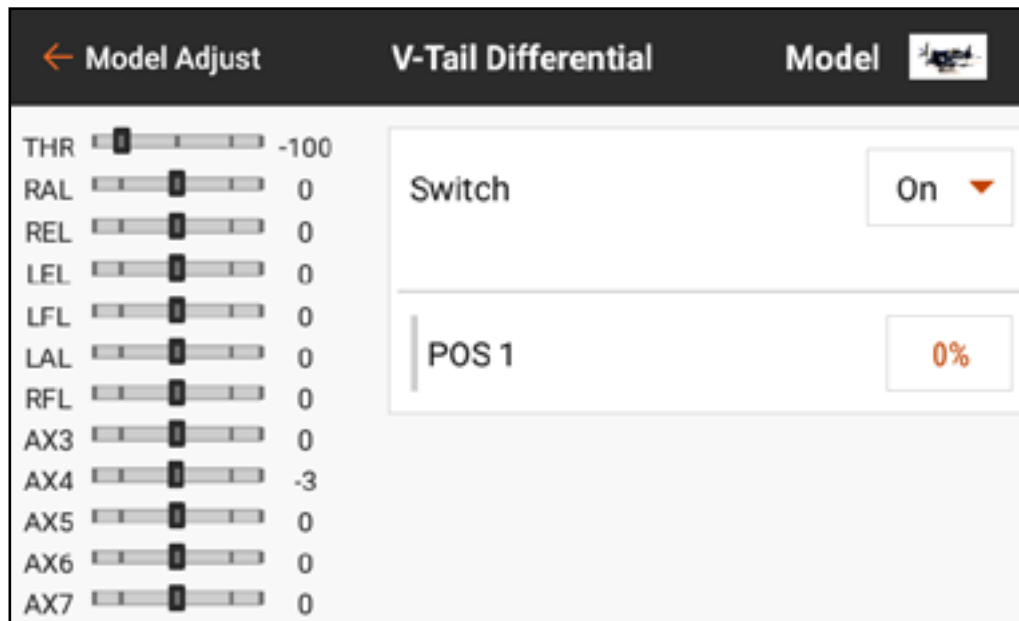 ← Model Adjust V-Tail Differential Model
THR -100
RAL 0
REL 0
LEL 0
LFL 0
LAL 0
RFL 0
AX3 0
AX4 -3
AX5 0
AX6 0
AX7 0
Switch On
POS 1 0%